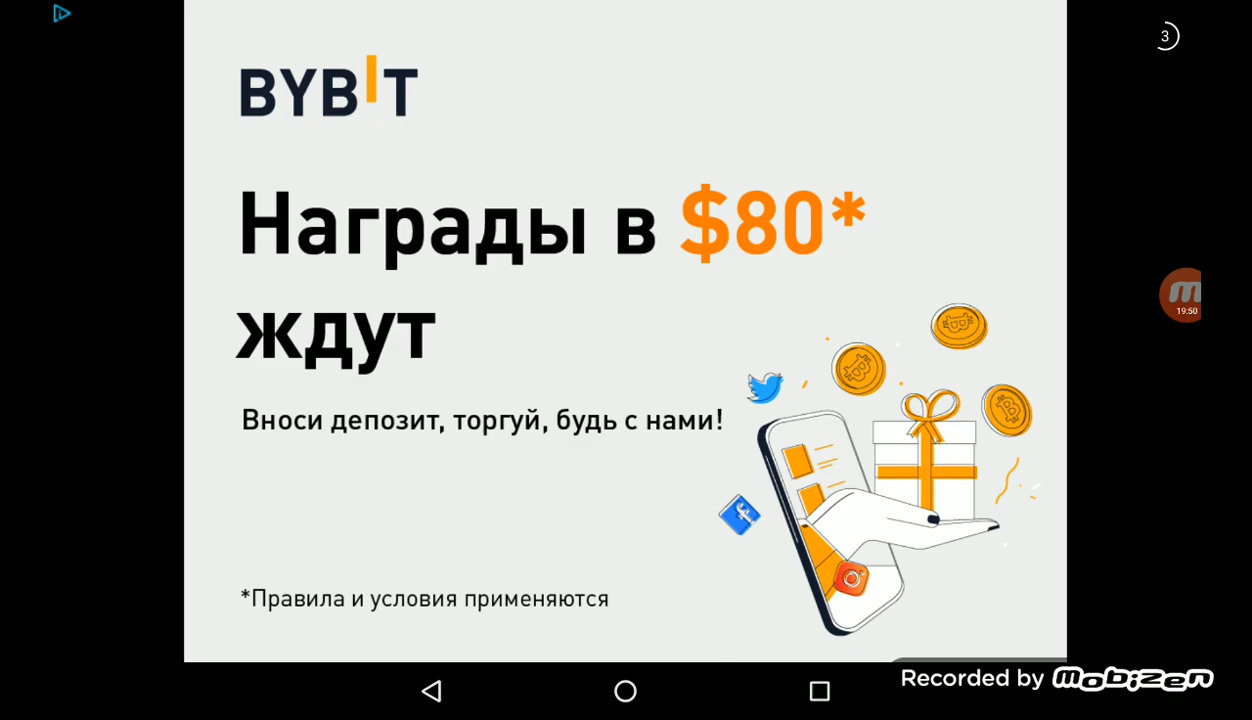 3
BYBIT
Награды в $80*
ждут
19:50
Вноси депозит, торгуй, будь с нами!
*Правила и условия применяются
Recorded by mobizen